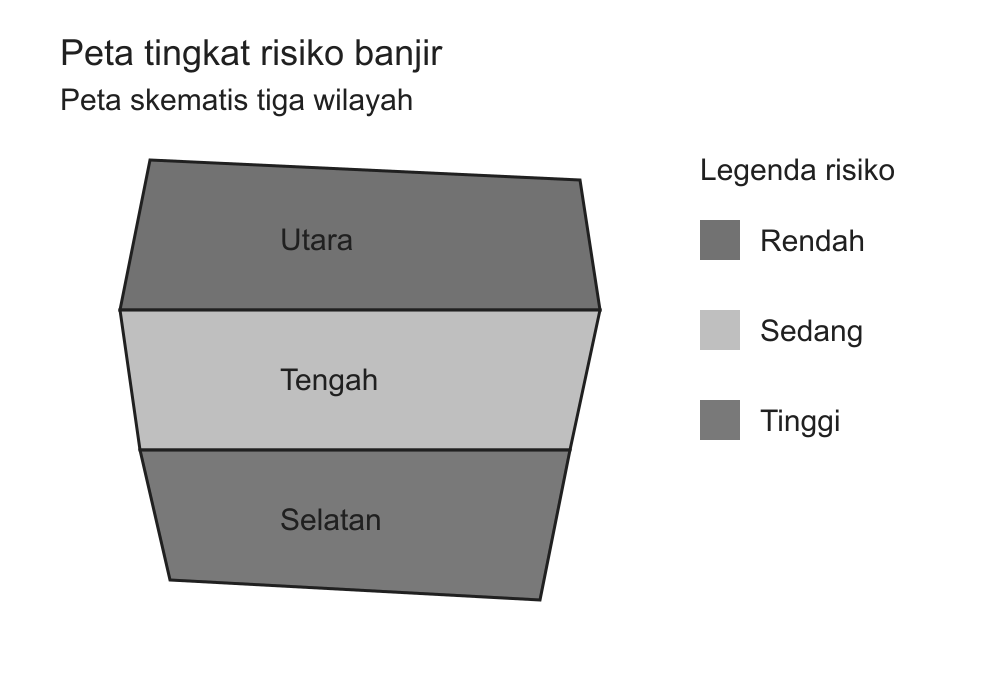 Peta tingkat risiko banjir
Peta skematis tiga wilayah
Utara
Tengah
Selatan
Legenda risiko
Rendah
Sedang
Tinggi